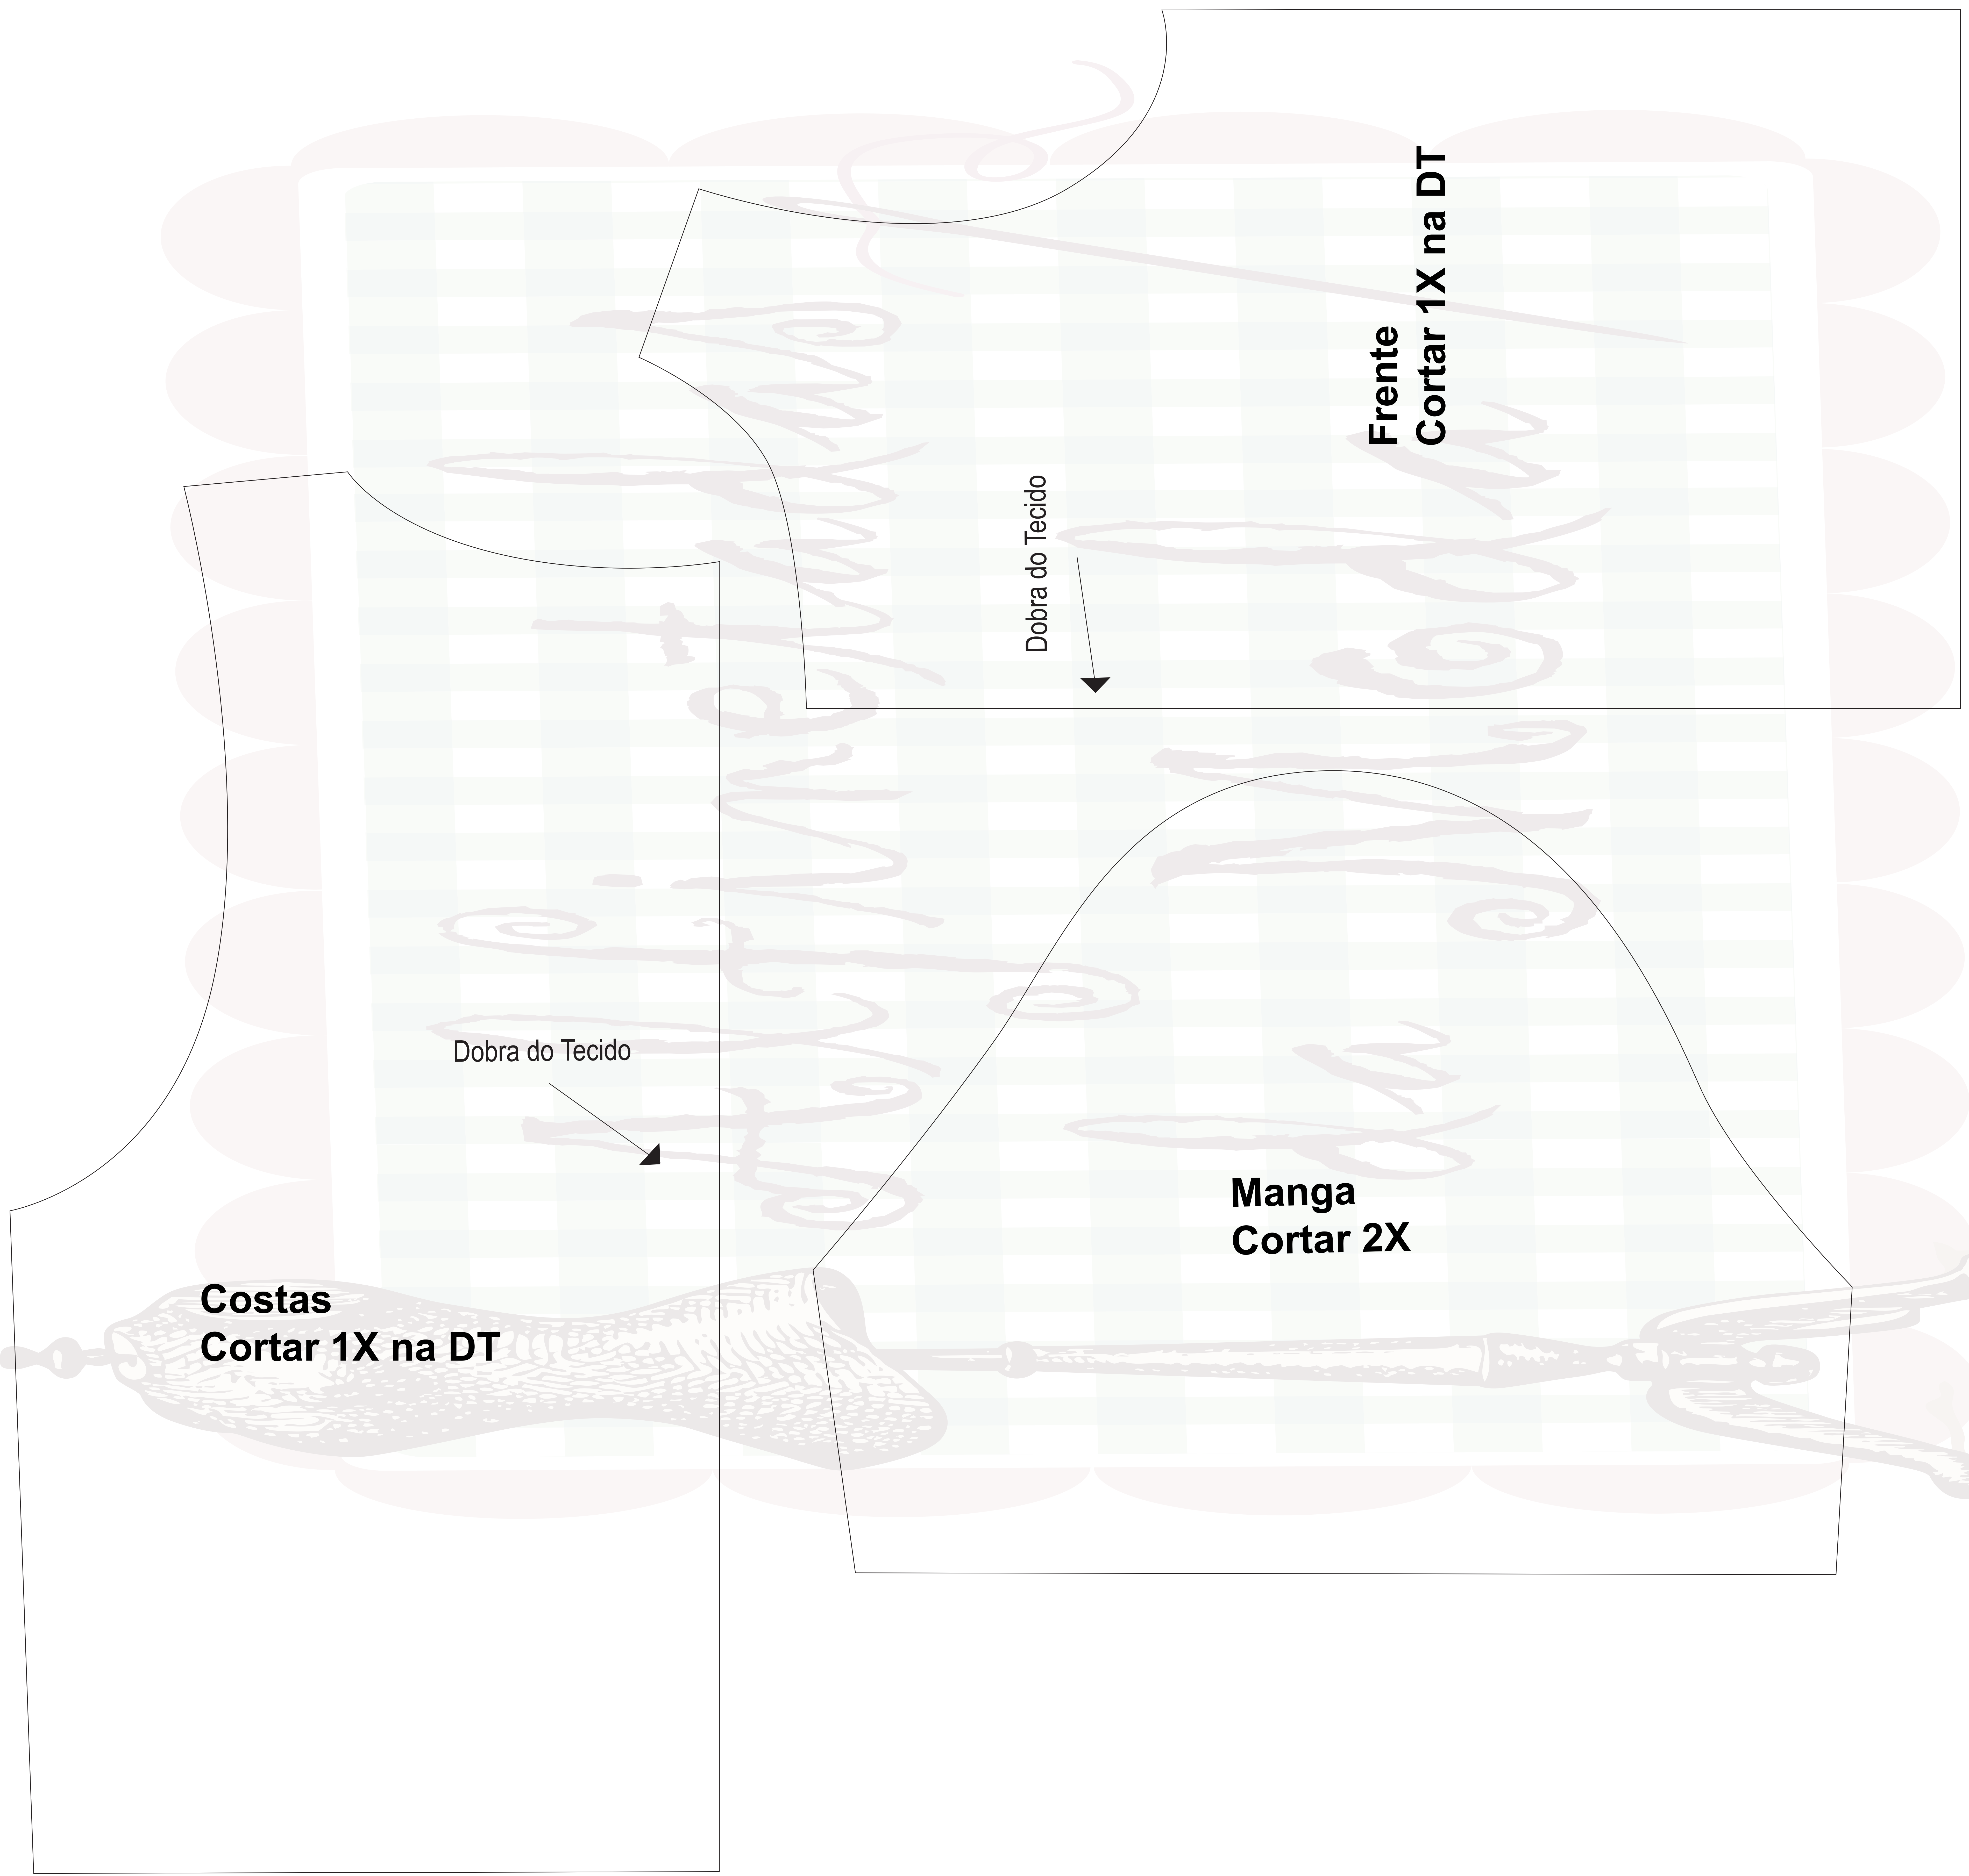 Frente
Cortar 1X na DT
Dobra do Tecido
Dobra do Tecido
Manga
Cortar 2X
Costas
Cortar 1X na DT